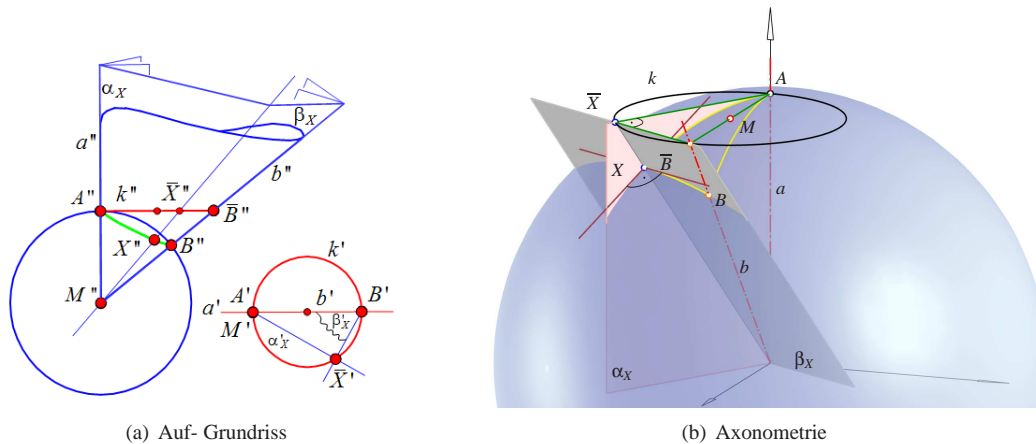 α_X
β_X
a"
b"
A" k" X̅" B̅"
X" B"
M"
k'
a' A' b' B'
M' α'_X β'_X
X̅'
(a) Auf- Grundriss
A
k
X̅
M
X B̅ a
B
b
α_X β_X
(b) Axonometrie